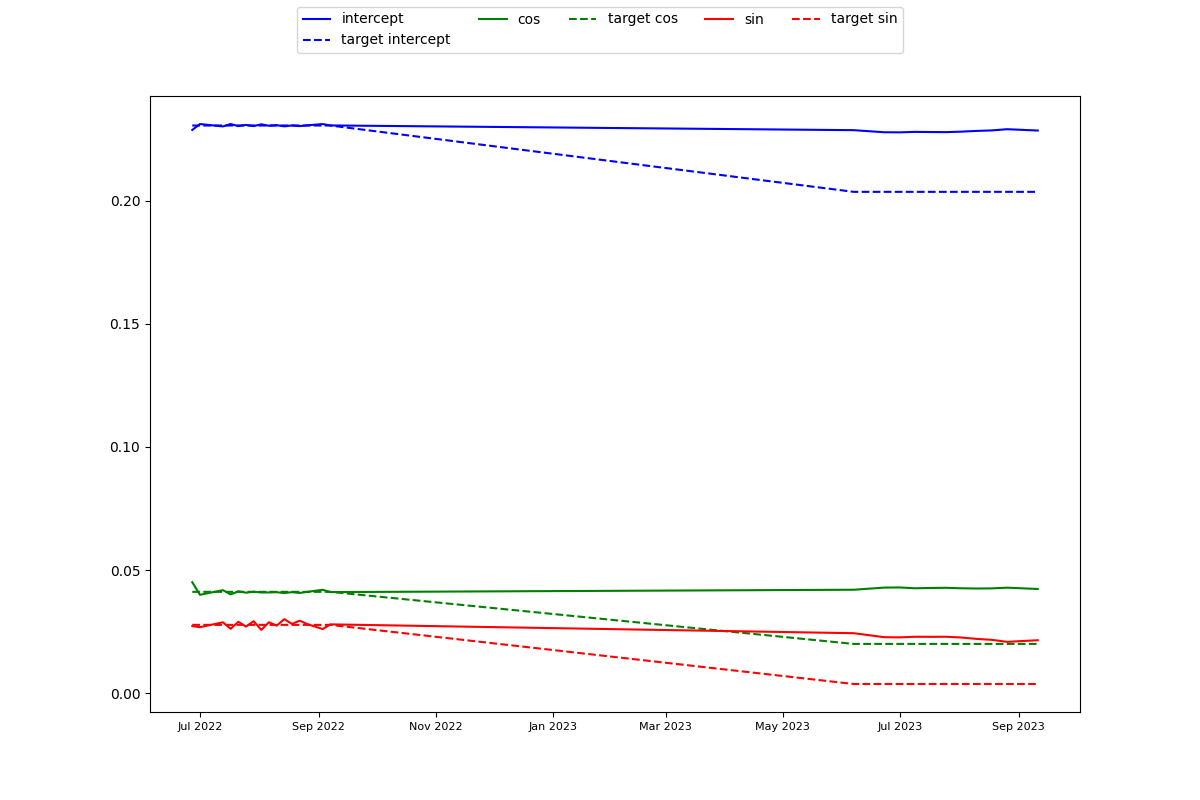 intercept cos target cos sin target sin
target intercept
0.20
0.15
0.10
0.05
0.00
Jul 2022 Sep 2022 Nov 2022 Jan 2023 Mar 2023 May 2023 Jul 2023 Sep 2023